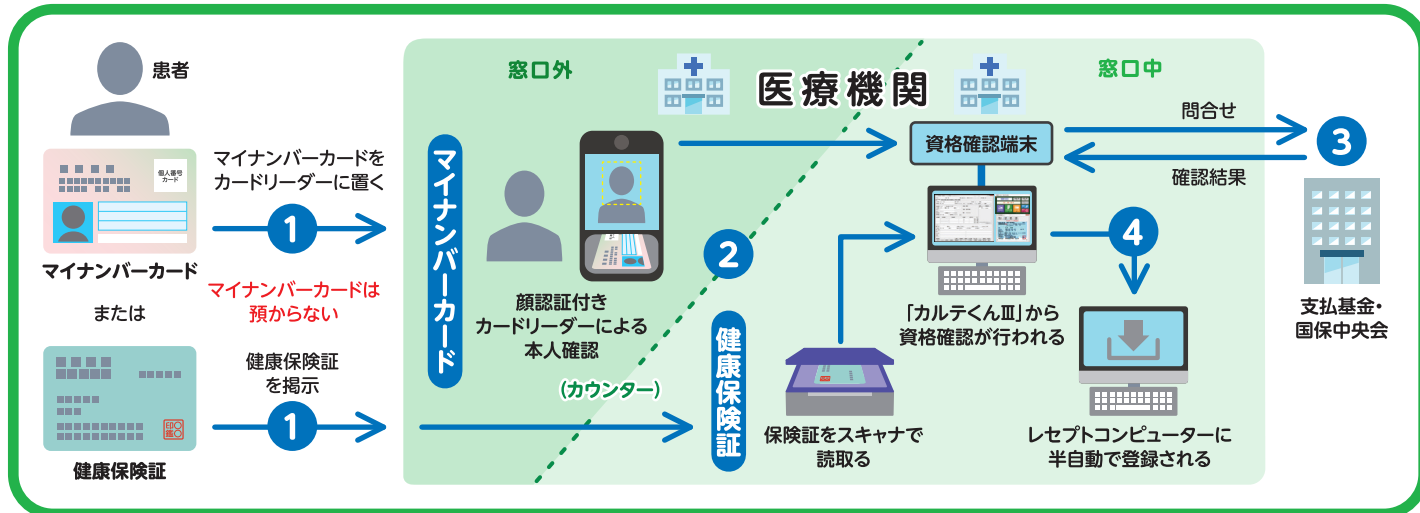 患者
個人番号
カード
マイナンバーカード
または
健康保険証
マイナンバーカードを
カードリーダーに置く
1
マイナンバーカードは
預からない
健康保険証
を掲示
1
印鑑
窓口外
医療機関
窓口中
マイナンバーカード
顔認証付き
カードリーダーによる
本人確認
(カウンター)
2
健康保険証
保険証をスキャナで
読取る
資格確認端末
「カルテくんⅢ」から
資格確認が行われる
問合せ
確認結果
3
支払基金・
国保中央会
4
レセプトコンピューターに
半自動で登録される